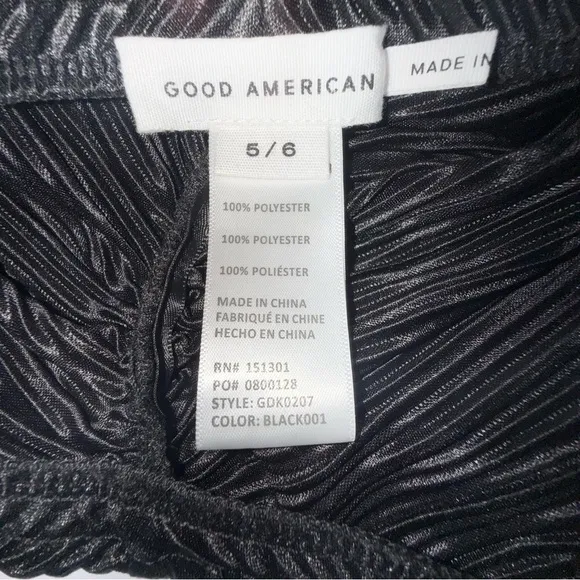 GOOD AMERICAN
MADE IN
5/6
100% POLYESTER
100% POLYESTER
100% POLIÉSTER
MADE IN CHINA
FABRIQUÉ EN CHINE
HECHO EN CHINA
RN# 151301
PO# 0800128
STYLE: GDK0207
COLOR: BLACK001